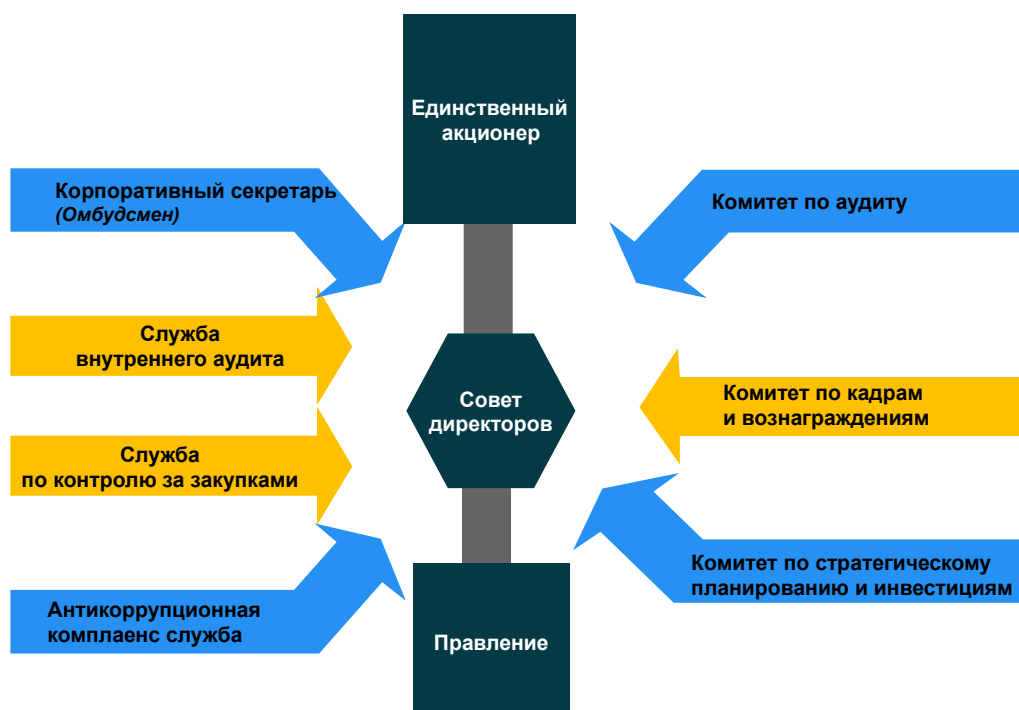 Единственный
акционер
Корпоративный секретарь
(Омбудсмен)
Комитет по аудиту
Служба
внутреннего аудита
Совет
директоров
Комитет по кадрам
и вознаграждениям
Служба
по контролю за закупками
Комитет по стратегическому
планированию и инвестициям
Антикоррупционная
комплаенс служба
Правление